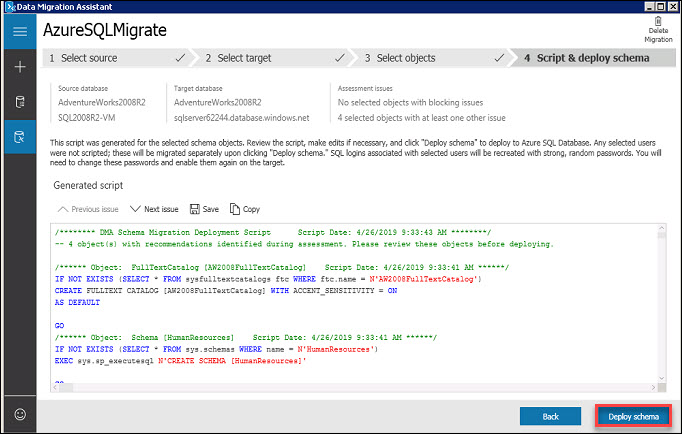 Data Migration Assistant
AzureSQLMigrate
Delete
Migration
1 Select source
2 Select target
3 Select objects
4 Script & deploy schema
Source database
AdventureWorks2008R2
SQL2008R2-VM
Target database
AdventureWorks2008R2
sqlserver62244.database.windows.net
Assessment issues
No selected objects with blocking issues
4 selected objects with at least one other issue
This script was generated for the selected schema objects. Review the script, make edits if necessary, and click "Deploy schema" to deploy to Azure SQL Database. Any selected users
were not scripted; these will be migrated separately upon clicking "Deploy schema." SQL logins associated with selected users will be recreated with strong, random passwords. You will
need to change these passwords and enable them again on the target.
Generated script
Previous issue
Next issue
Save
Copy
/******** DMA Schema Migration Deployment Script Script Date: 4/26/2019 9:33:43 AM ********/
-- 4 object(s) with recommendations identified during assessment. Please review these objects before deploying.
/****** Object: FullTextCatalog [AW2008FullTextCatalog] Script Date: 4/26/2019 9:33:41 AM ******/
IF NOT EXISTS (SELECT * FROM sysfulltextcatalogs ftc WHERE ftc.name = N'AW2008FullTextCatalog')
CREATE FULLTEXT CATALOG [AW2008FullTextCatalog] WITH ACCENT_SENSITIVITY = ON
AS DEFAULT
GO
/****** Object: Schema [HumanResources] Script Date: 4/26/2019 9:33:41 AM ******/
IF NOT EXISTS (SELECT * FROM sys.schemas WHERE name = N'HumanResources')
EXEC sys.sp_executesql N'CREATE SCHEMA [HumanResources]'
GO
Back
Deploy schema